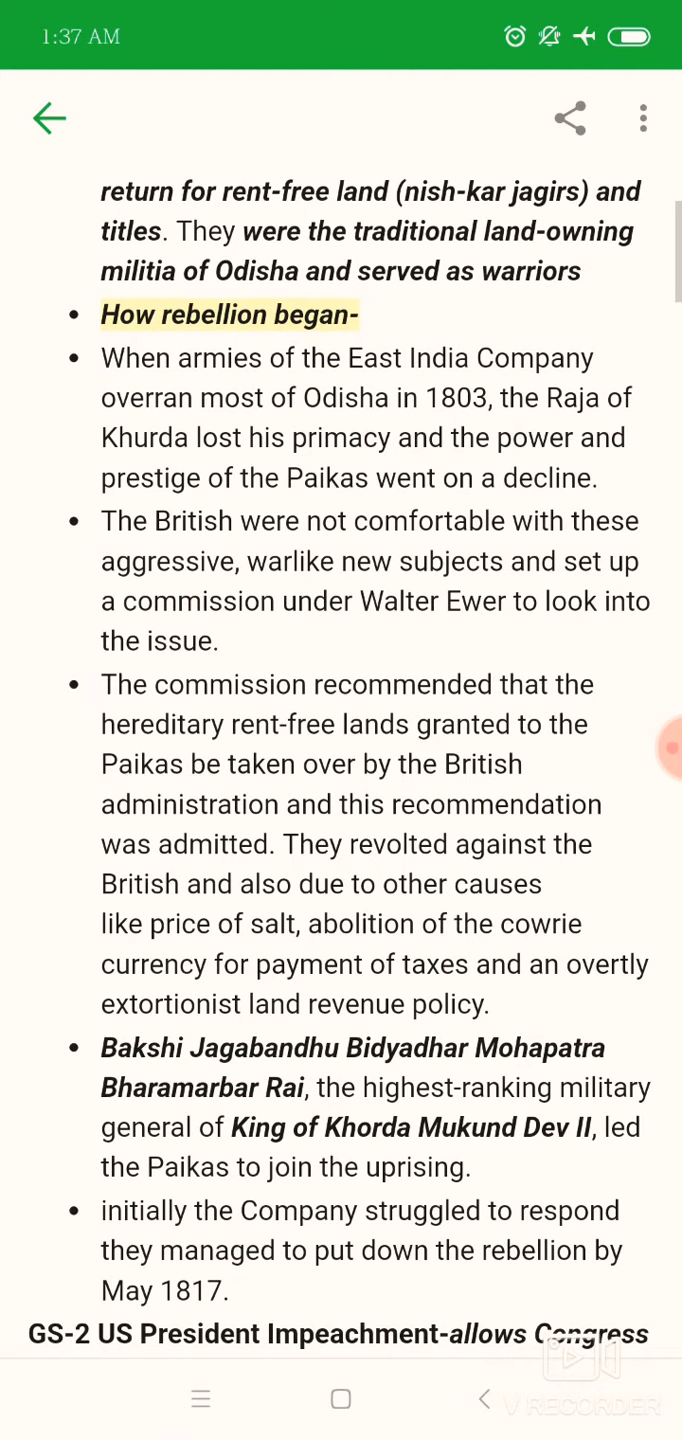 1:37 AM
return for rent-free land (nish-kar jagirs) and
titles. They were the traditional land-owning
militia of Odisha and served as warriors
• How rebellion began-
• When armies of the East India Company
overran most of Odisha in 1803, the Raja of
Khurda lost his primacy and the power and
prestige of the Paikas went on a decline.
• The British were not comfortable with these
aggressive, warlike new subjects and set up
a commission under Walter Ewer to look into
the issue.
• The commission recommended that the
hereditary rent-free lands granted to the
Paikas be taken over by the British
administration and this recommendation
was admitted. They revolted against the
British and also due to other causes
like price of salt, abolition of the cowrie
currency for payment of taxes and an overtly
extortionist land revenue policy.
• Bakshi Jagabandhu Bidyadhar Mohapatra
Bharamarbar Rai, the highest-ranking military
general of King of Khorda Mukund Dev II, led
the Paikas to join the uprising.
• initially the Company struggled to respond
they managed to put down the rebellion by
May 1817.
GS-2 US President Impeachment-allows Congress
V RECORDER